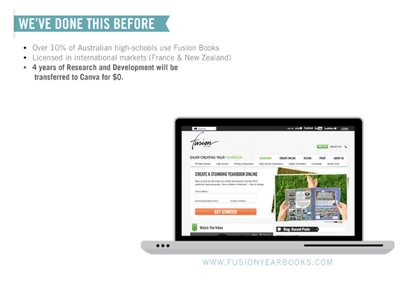 WE'VE DONE THIS BEFORE
• Over 10% of Australian high-schools use Fusion Books
• Licensed in international markets (France & New Zealand)
• 4 years of Research and Development will be
transferred to Canva for $0.
fusion
ENJOY CREATING YOUR YEARBOOK
CREATE A STUNNING YEARBOOK ONLINE
GET STARTED
Watch the Video
Blog: Recent Posts
WWW.FUSIONYEARBOOKS.COM